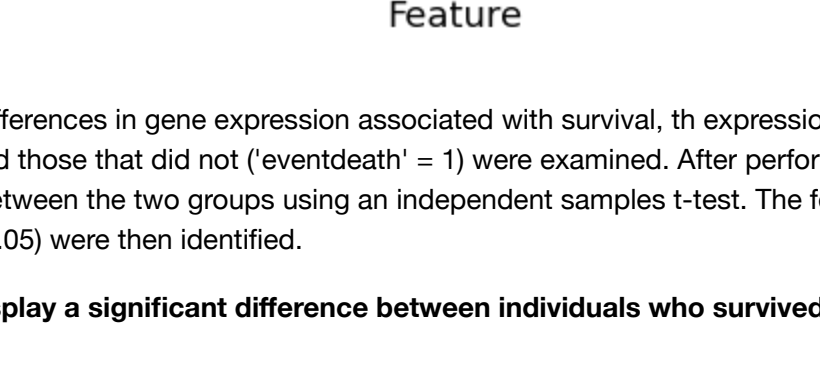 Feature
fferences in gene expression associated with survival, th expressio
d those that did not ('eventdeath' = 1) were examined. After perfor
etween the two groups using an independent samples t-test. The fe
.05) were then identified.
splay a significant difference between individuals who survived